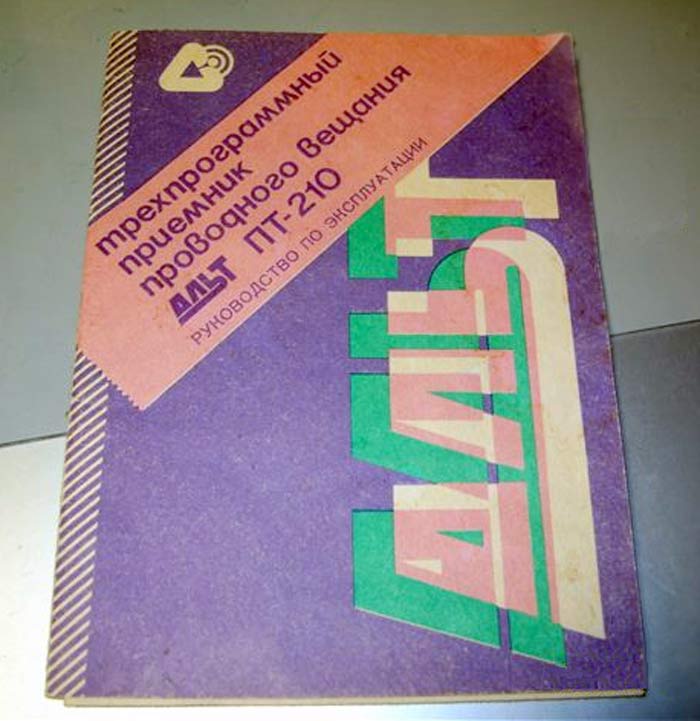 трехпрограммный
приемник
проводного вещания
АЛЬТ ПТ-210
РУКОВОДСТВО ПО ЭКСПЛУАТАЦИИ
АЛЬТ